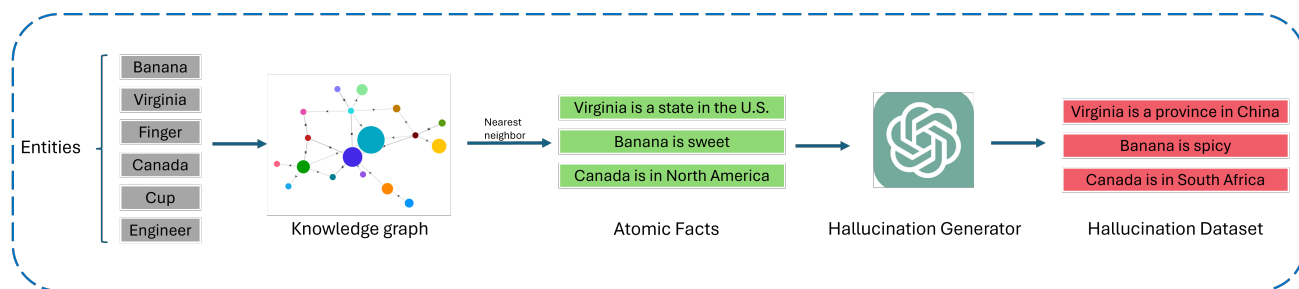 Entities
Banana
Virginia
Finger
Canada
Cup
Engineer
Knowledge graph
Nearest
neighbor
Virginia is a state in the U.S.
Banana is sweet
Canada is in North America
Atomic Facts
Hallucination Generator
Virginia is a province in China
Banana is spicy
Canada is in South Africa
Hallucination Dataset